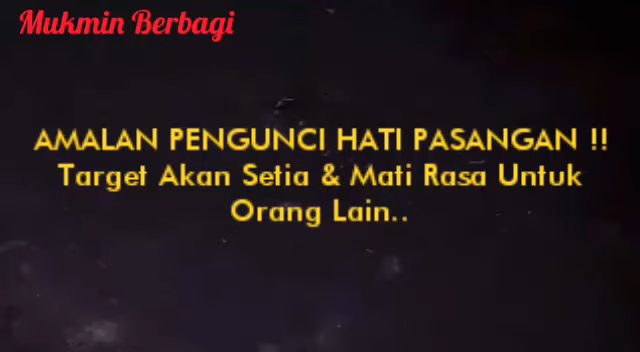 Mukmin Berbagi
AMALAN PENGUNCI HATI PASANGAN !!
Target Akan Setia & Mati Rasa Untuk
Orang Lain..